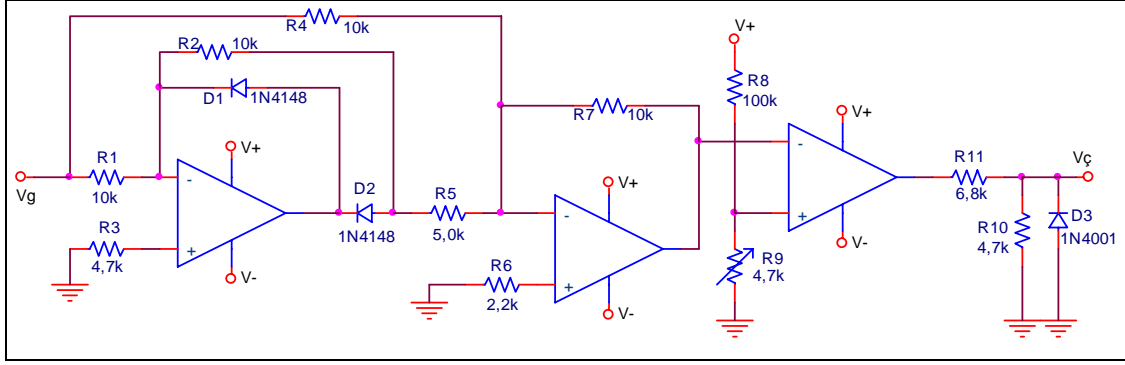 R4
10k
R2
10k
D1
1N4148
R1
10k
Vg
R3
4,7k
-
+
V+
V-
D2
1N4148
R5
5,0k
R6
2,2k
R7
10k
-
+
V+
V-
V+
R8
100k
R9
4,7k
-
+
V+
V-
R11
6,8k
Vç
R10
4,7k
D3
1N4001